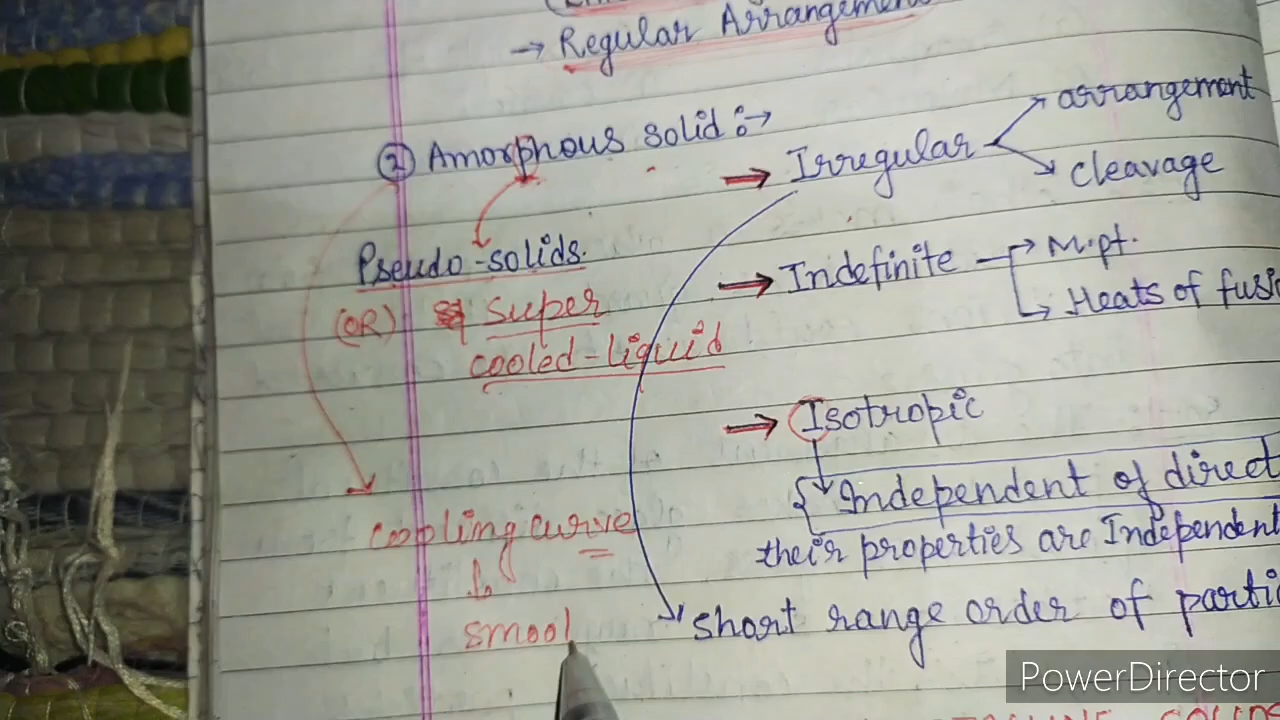 → Regular Arrangement
② Amorphous solid :→
→ Irregular
→ arrangement
→ cleavage
Pseudo-solids.
(OR) super
cooled-liquid
→ Indefinite
→ M.pt.
→ Heats of fusi
→ Isotropic
Independent of direct
their properties are Independent
cooling curve
short range order of parti
smool
PowerDirector